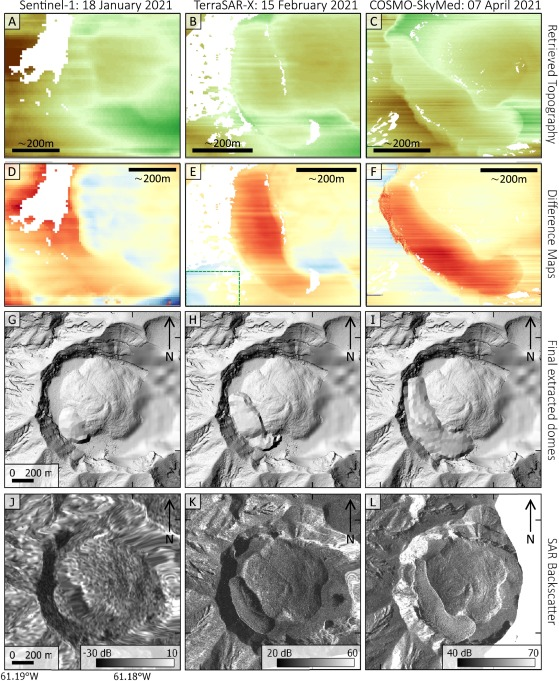 Sentinel-1: 18 January 2021 TerraSAR-X: 15 February 2021 COSMO-SkyMed: 07 April 2021
A B C
~200m ~200m ~200m
Retrieved Topography
D E F
~200m ~200m ~200m
Difference Maps
G H I
N N N
0 200 m
Final extracted domes
J K L
N N N
0 200 m
-30 dB 10 20 dB 60 40 dB 70
SAR Backscatter
61.19°W 61.18°W